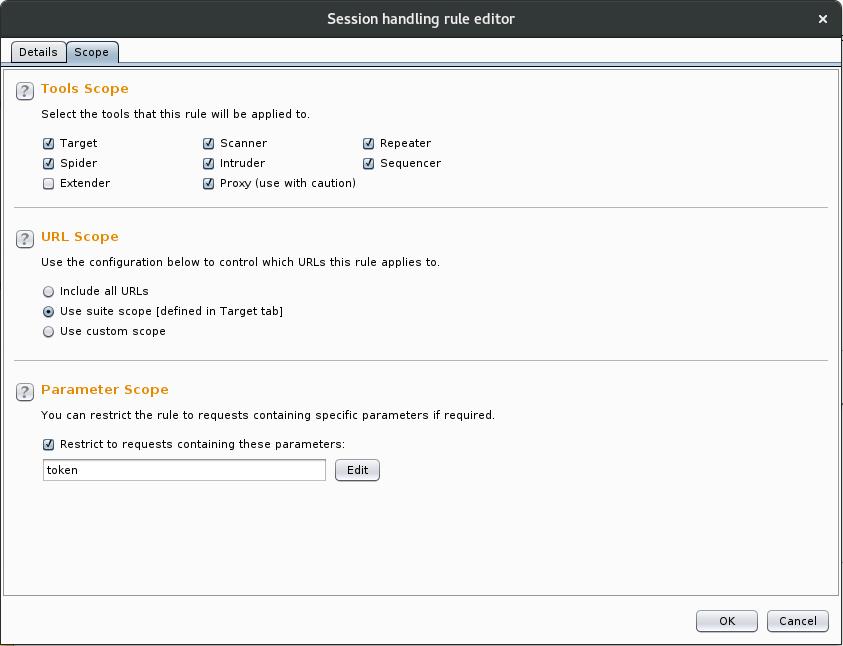 Session handling rule editor
×
Details Scope
? Tools Scope
Select the tools that this rule will be applied to.
Target Scanner Repeater
Spider Intruder Sequencer
Extender Proxy (use with caution)
? URL Scope
Use the configuration below to control which URLs this rule applies to.
Include all URLs
Use suite scope [defined in Target tab]
Use custom scope
? Parameter Scope
You can restrict the rule to requests containing specific parameters if required.
Restrict to requests containing these parameters:
token Edit
OK Cancel